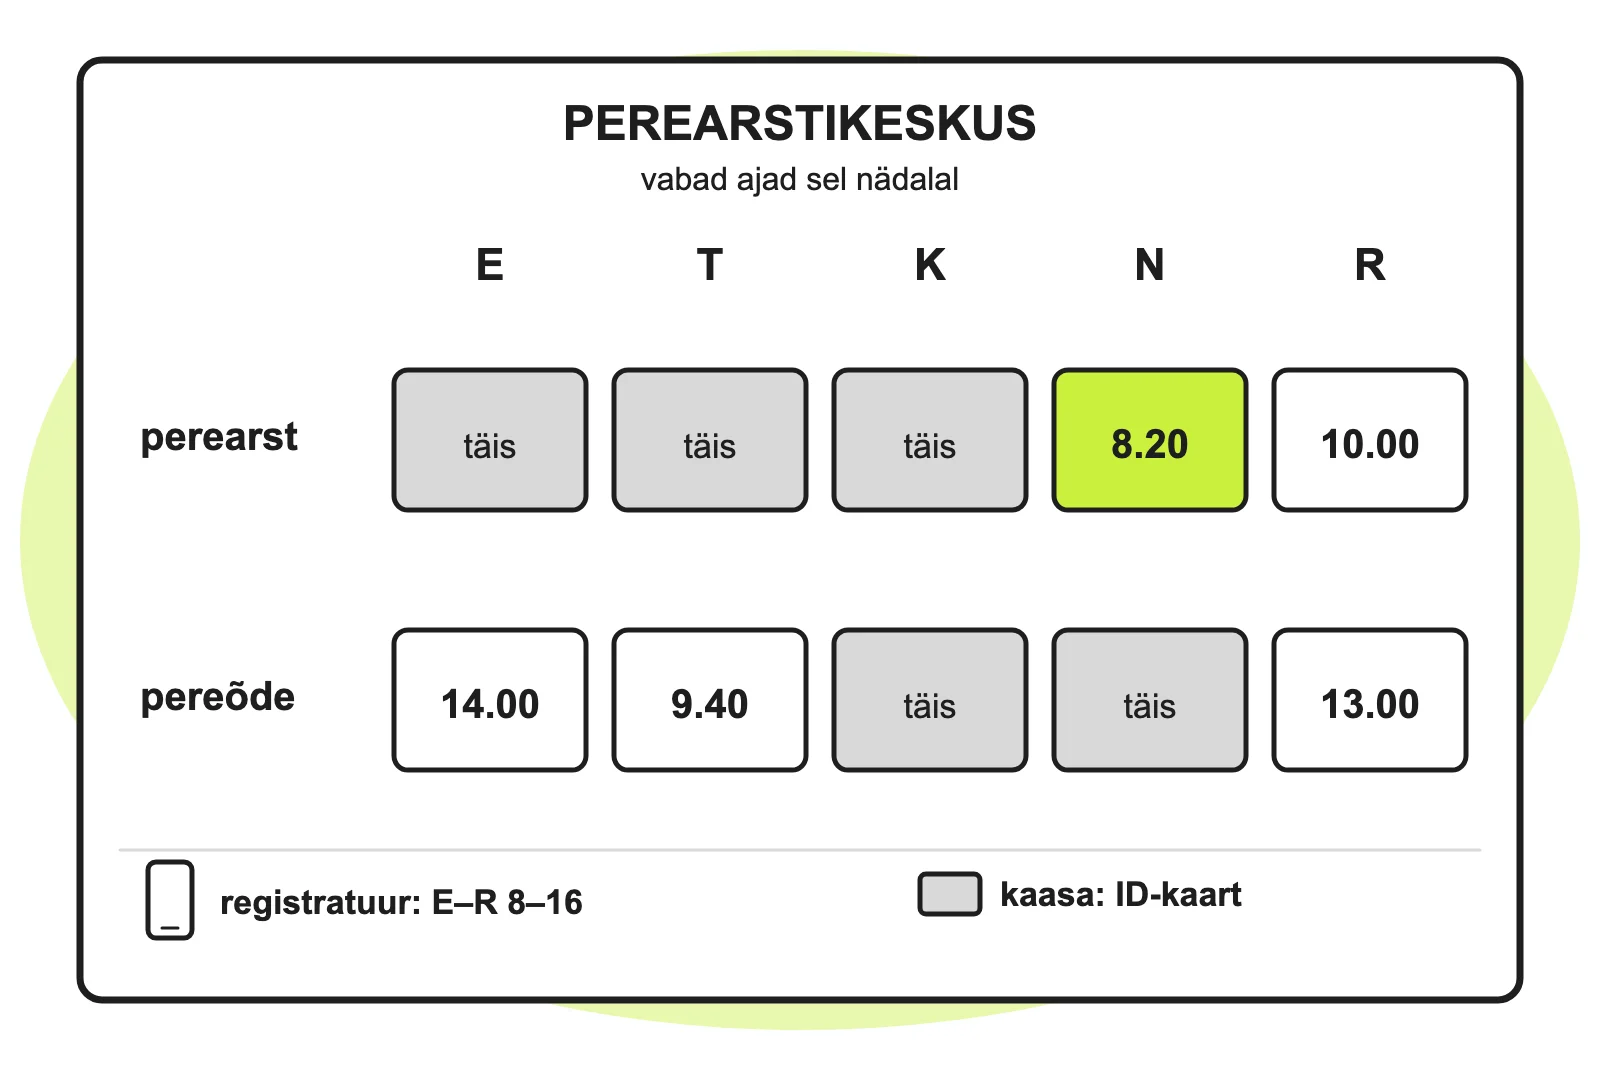 PEREARSTIKESKUS
vabad ajad sel nädalal
E T K N R
perearst täis täis täis 8.20 10.00
pereõde 14.00 9.40 täis täis 13.00
registratuur: E–R 8–16
kaasa: ID-kaart